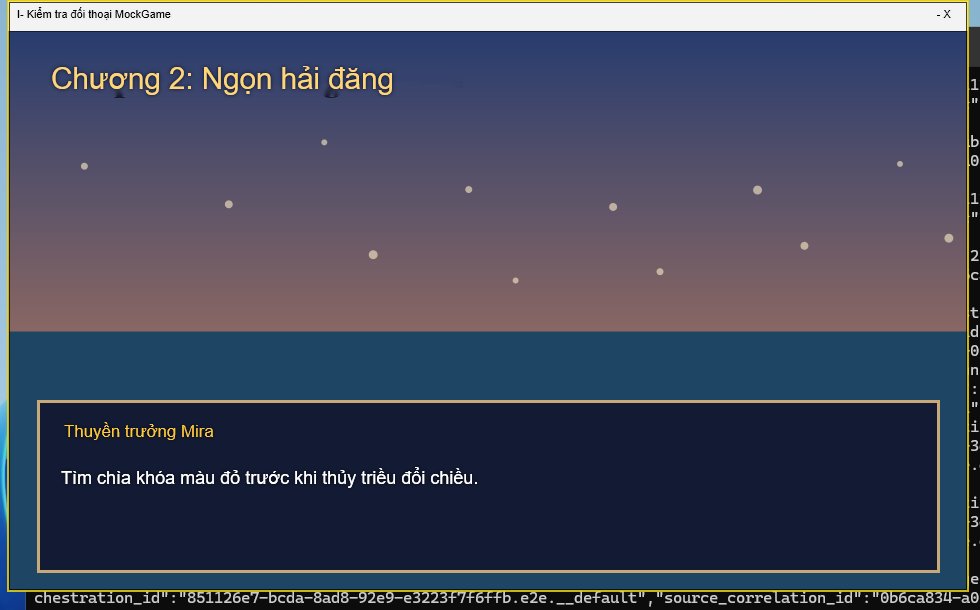 I- Kiểm tra đối thoại MockGame
- X
Chương 2: Ngọn hải đăng
Thuyền trưởng Mira
Tìm chìa khóa màu đỏ trước khi thủy triều đổi chiều.
chestration_id":"851126e7-bcda-8ad8-92e9-e3223f7f6ffb.e2e.__default","source_correlation_id":"0b6ca834-a